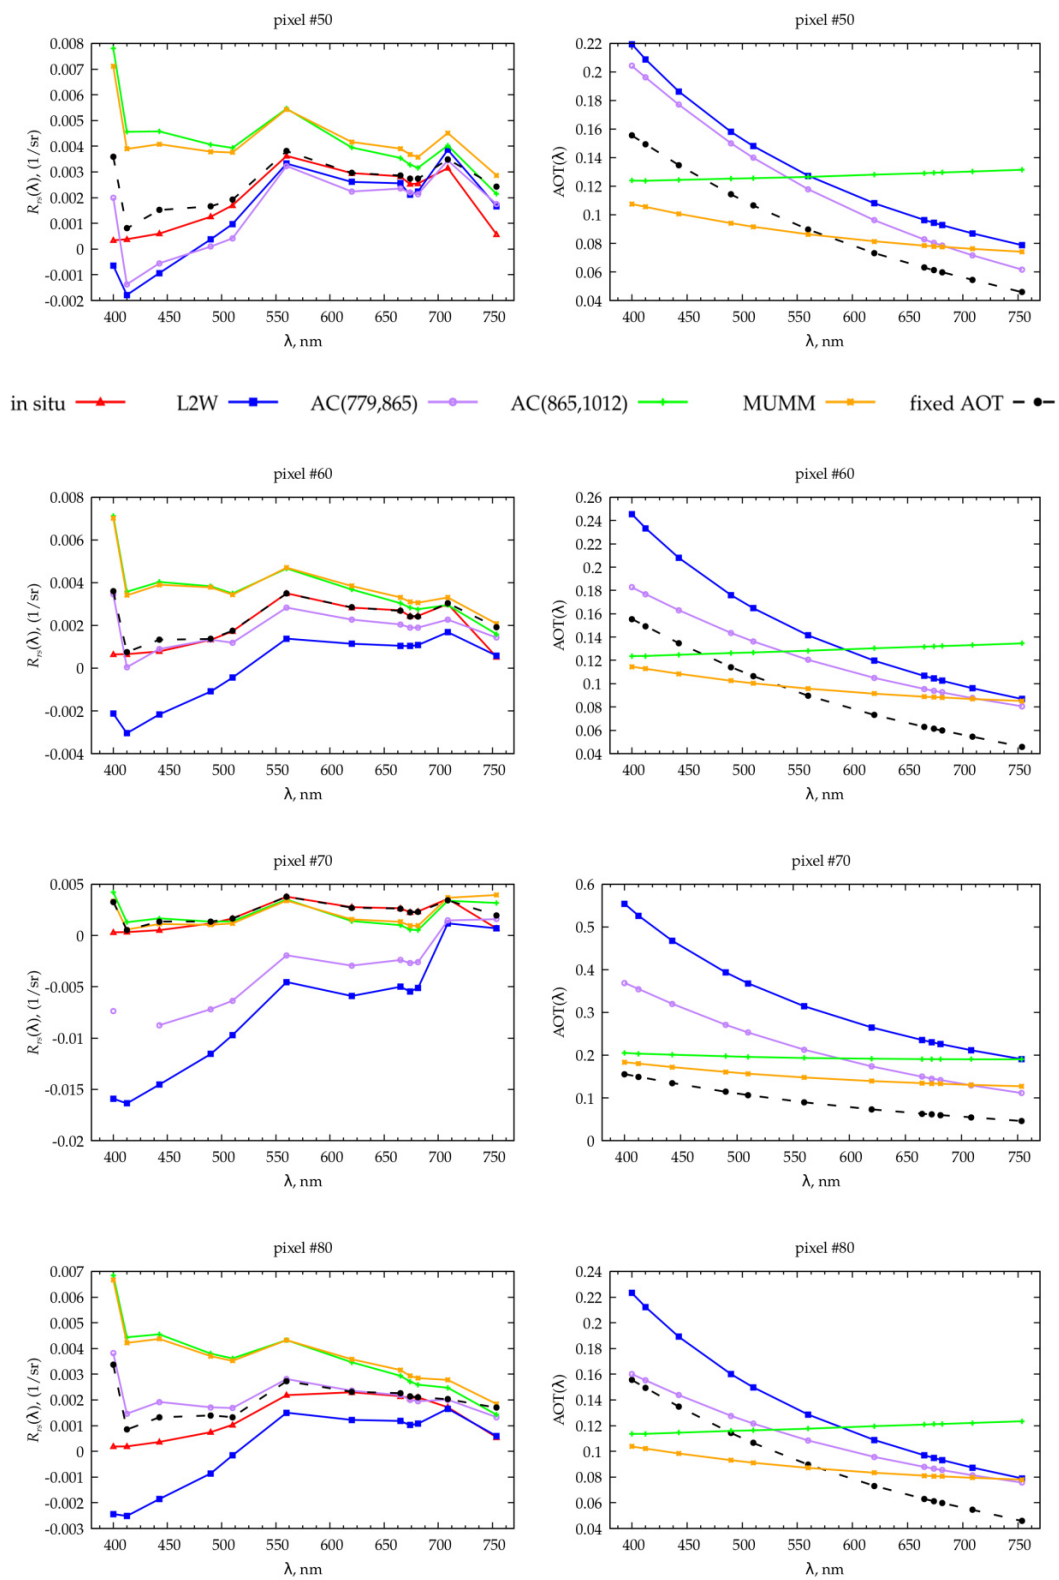 pixel #50
0.008
0.007
0.006
0.005
0.004
0.003
0.002
0.001
0
-0.001
-0.002
R_rs(λ), (1/sr)
400 450 500 550 600 650 700 750
λ, nm
pixel #50
0.22
0.2
0.18
0.16
0.14
0.12
0.1
0.08
0.06
0.04
AOT(λ)
400 450 500 550 600 650 700 750
λ, nm
in situ L2W AC(779,865) AC(865,1012) MUMM fixed AOT
pixel #60
0.008
0.006
0.004
0.002
0
-0.002
-0.004
R_rs(λ), (1/sr)
400 450 500 550 600 650 700 750
λ, nm
pixel #60
0.26
0.24
0.22
0.2
0.18
0.16
0.14
0.12
0.1
0.08
0.06
0.04
AOT(λ)
400 450 500 550 600 650 700 750
λ, nm
pixel #70
0.005
0
-0.005
-0.01
-0.015
-0.02
R_rs(λ), (1/sr)
400 450 500 550 600 650 700 750
λ, nm
pixel #70
0.6
0.5
0.4
0.3
0.2
0.1
0
AOT(λ)
400 450 500 550 600 650 700 750
λ, nm
pixel #80
0.007
0.006
0.005
0.004
0.003
0.002
0.001
0
-0.001
-0.002
-0.003
R_rs(λ), (1/sr)
400 450 500 550 600 650 700 750
λ, nm
pixel #80
0.24
0.22
0.2
0.18
0.16
0.14
0.12
0.1
0.08
0.06
0.04
AOT(λ)
400 450 500 550 600 650 700 750
λ, nm